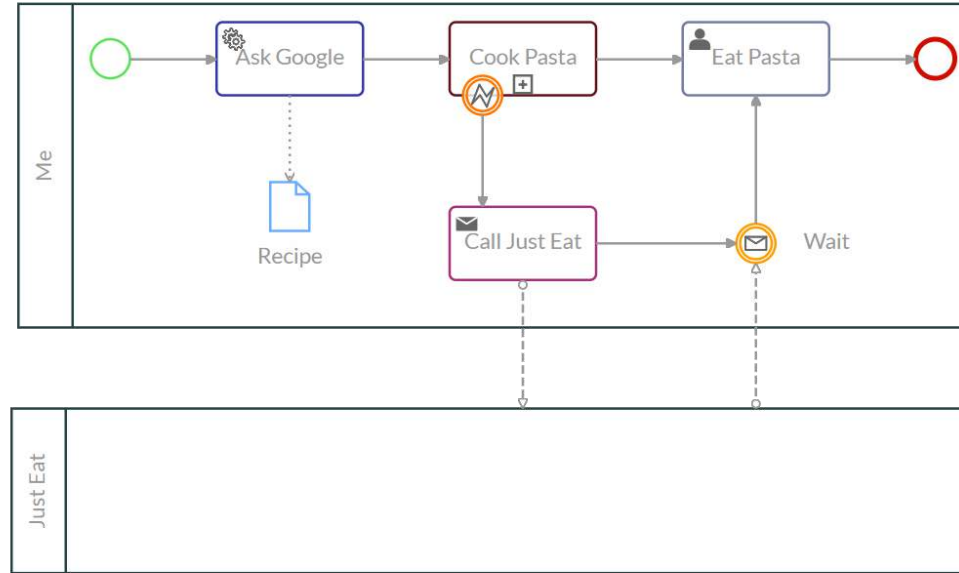 Me
Ask Google
Cook Pasta
Eat Pasta
Recipe
Call Just Eat
Wait
Just Eat